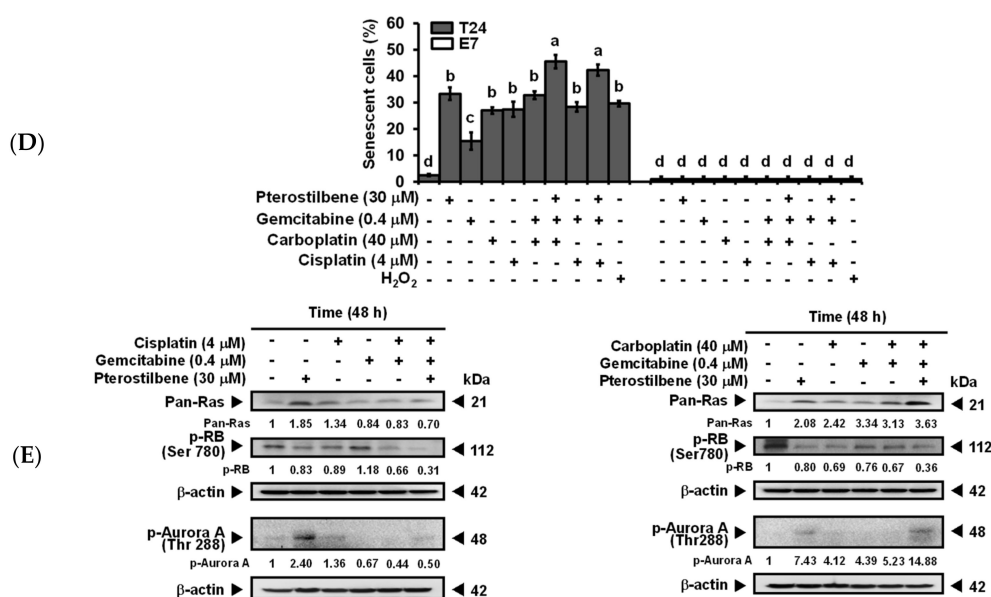 (D)
Senescent cells (%)
60
50
40
30
20
10
0
T24
E7
d b c b b b a b a b d d d d d d d d d d
Pterostilbene (30 µM) - + - - - - + - + - - + - - - - + - + -
Gemcitabine (0.4 µM) - - + - - + + + + - - - + - - + + + + -
Carboplatin (40 µM) - - - + - + + - - - - - - + - + + - - -
Cisplatin (4 µM) - - - - + - - + + - - - - - + - - + + -
H₂O₂ - - - - - - - - - + - - - - - - - - - +
(E)
Time (48 h)
Cisplatin (4 µM) - - + - + +
Gemcitabine (0.4 µM) - - - + + +
Pterostilbene (30 µM) - + - - - + kDa
Pan-Ras ▶ ◀ 21
Pan-Ras 1 1.85 1.34 0.84 0.83 0.70
p-RB (Ser 780) ▶ ◀ 112
p-RB 1 0.83 0.89 1.18 0.66 0.31
β-actin ▶ ◀ 42
p-Aurora A (Thr 288) ▶ ◀ 48
p-Aurora A 1 2.40 1.36 0.67 0.44 0.50
β-actin ▶ ◀ 42
Time (48 h)
Carboplatin (40 µM) - - + - + +
Gemcitabine (0.4 µM) - - - + + +
Pterostilbene (30 µM) - + - - - + kDa
Pan-Ras ▶ ◀ 21
Pan-Ras 1 2.08 2.42 3.34 3.13 3.63
p-RB (Ser780) ▶ ◀ 112
p-RB 1 0.80 0.69 0.76 0.67 0.36
β-actin ▶ ◀ 42
p-Aurora A (Thr288) ▶ ◀ 48
p-Aurora A 1 7.43 4.12 4.39 5.23 14.88
β-actin ▶ ◀ 42